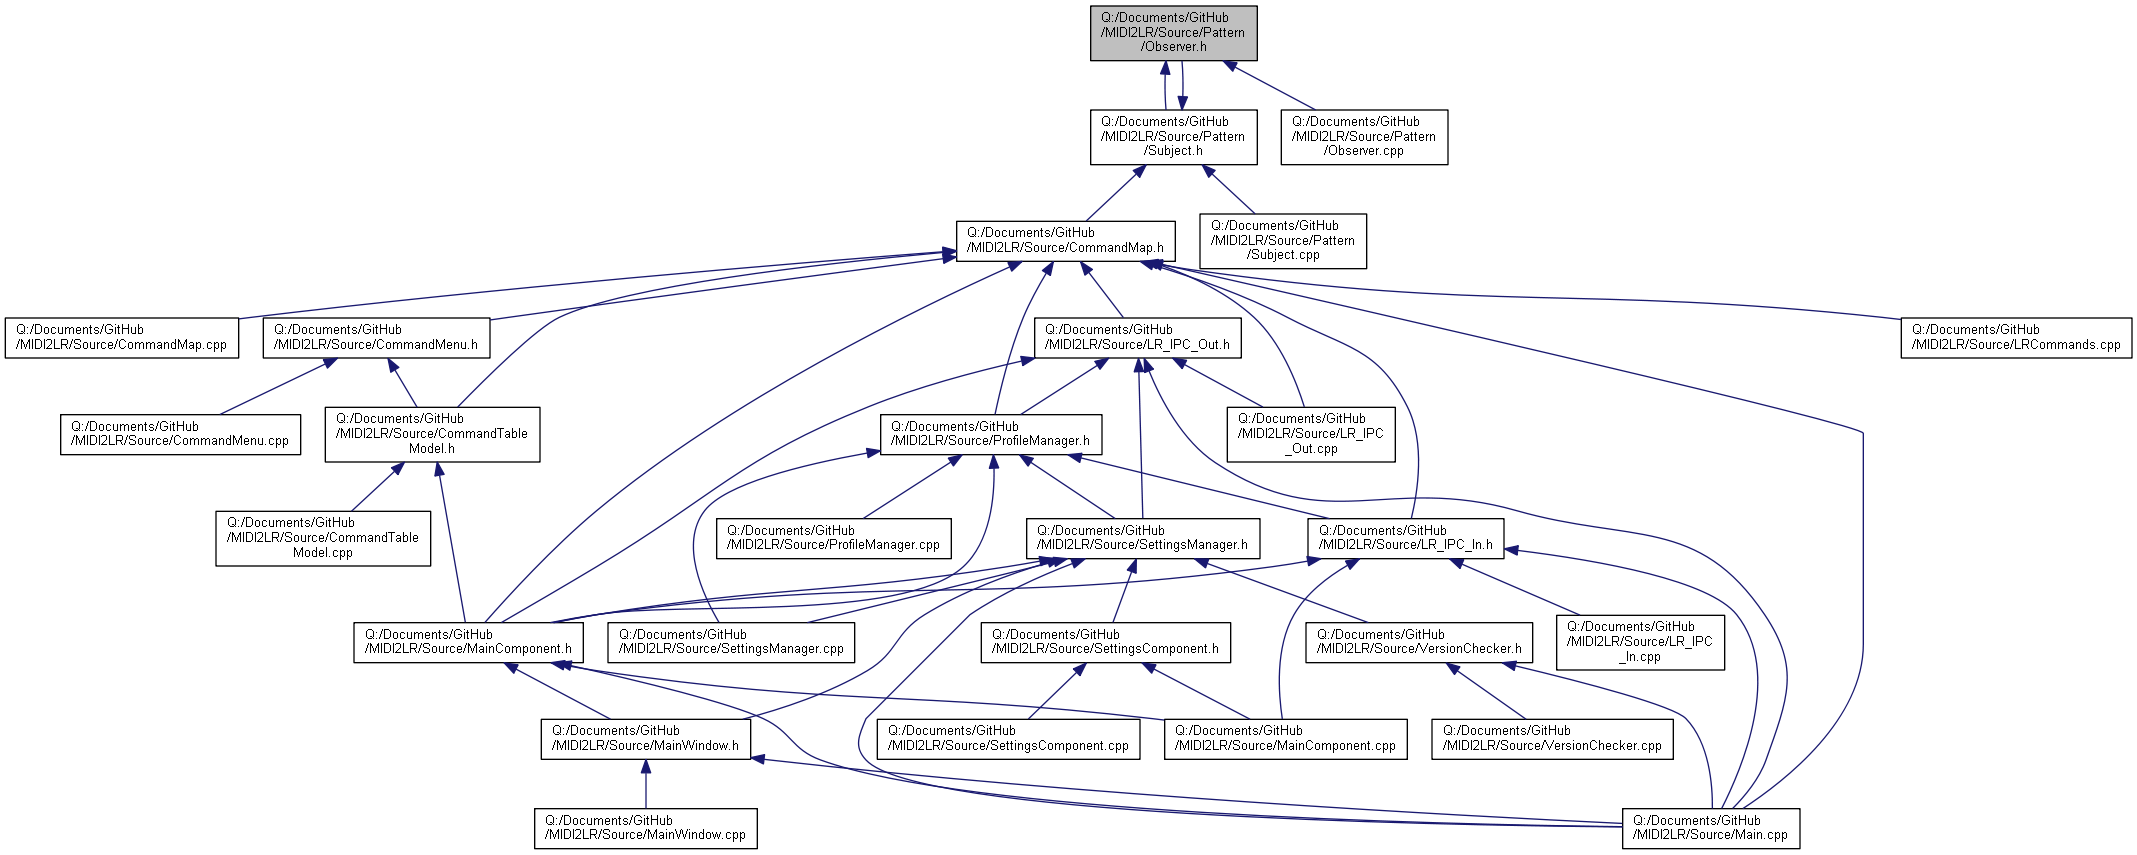 Q:/Documents/GitHub
/MIDI2LR/Source/Pattern
/Observer.h
Q:/Documents/GitHub
/MIDI2LR/Source/Pattern
/Subject.h
Q:/Documents/GitHub
/MIDI2LR/Source/Pattern
/Observer.cpp
Q:/Documents/GitHub
/MIDI2LR/Source/CommandMap.h
Q:/Documents/GitHub
/MIDI2LR/Source/Pattern
/Subject.cpp
Q:/Documents/GitHub
/MIDI2LR/Source/CommandMap.cpp
Q:/Documents/GitHub
/MIDI2LR/Source/CommandMenu.h
Q:/Documents/GitHub
/MIDI2LR/Source/LR_IPC_Out.h
Q:/Documents/GitHub
/MIDI2LR/Source/LRCommands.cpp
Q:/Documents/GitHub
/MIDI2LR/Source/CommandMenu.cpp
Q:/Documents/GitHub
/MIDI2LR/Source/CommandTable
Model.h
Q:/Documents/GitHub
/MIDI2LR/Source/ProfileManager.h
Q:/Documents/GitHub
/MIDI2LR/Source/LR_IPC
_Out.cpp
Q:/Documents/GitHub
/MIDI2LR/Source/CommandTable
Model.cpp
Q:/Documents/GitHub
/MIDI2LR/Source/ProfileManager.cpp
Q:/Documents/GitHub
/MIDI2LR/Source/SettingsManager.h
Q:/Documents/GitHub
/MIDI2LR/Source/LR_IPC_In.h
Q:/Documents/GitHub
/MIDI2LR/Source/MainComponent.h
Q:/Documents/GitHub
/MIDI2LR/Source/SettingsManager.cpp
Q:/Documents/GitHub
/MIDI2LR/Source/SettingsComponent.h
Q:/Documents/GitHub
/MIDI2LR/Source/VersionChecker.h
Q:/Documents/GitHub
/MIDI2LR/Source/LR_IPC
_In.cpp
Q:/Documents/GitHub
/MIDI2LR/Source/MainWindow.h
Q:/Documents/GitHub
/MIDI2LR/Source/SettingsComponent.cpp
Q:/Documents/GitHub
/MIDI2LR/Source/MainComponent.cpp
Q:/Documents/GitHub
/MIDI2LR/Source/VersionChecker.cpp
Q:/Documents/GitHub
/MIDI2LR/Source/MainWindow.cpp
Q:/Documents/GitHub
/MIDI2LR/Source/Main.cpp